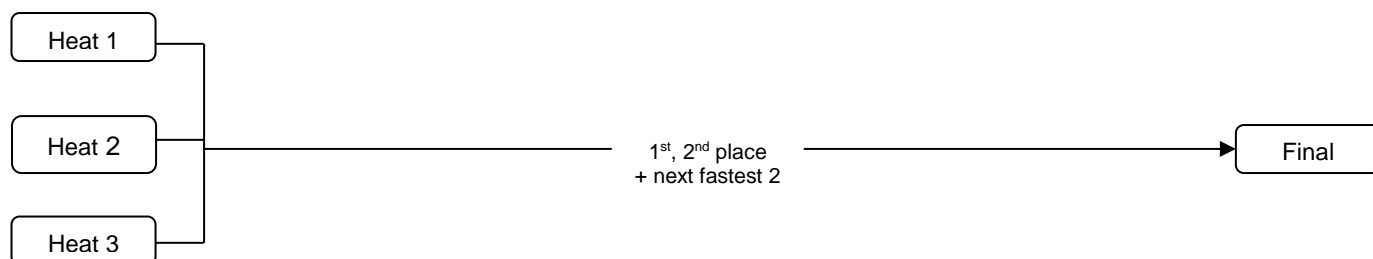 Heat 1
Heat 2
1st, 2nd place
+ next fastest 2
Final
Heat 3